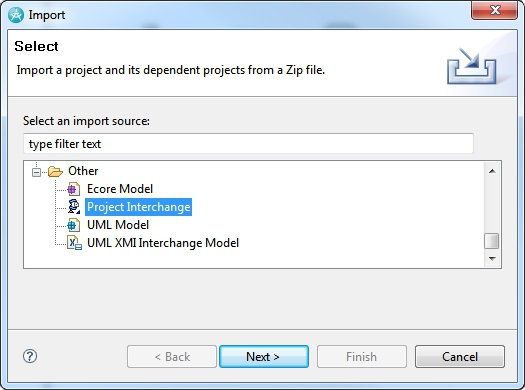 Import
Select
Import a project and its dependent projects from a Zip file.
Select an import source:
type filter text
Other
Ecore Model
Project Interchange
UML Model
UML XMI Interchange Model
< Back
Next >
Finish
Cancel